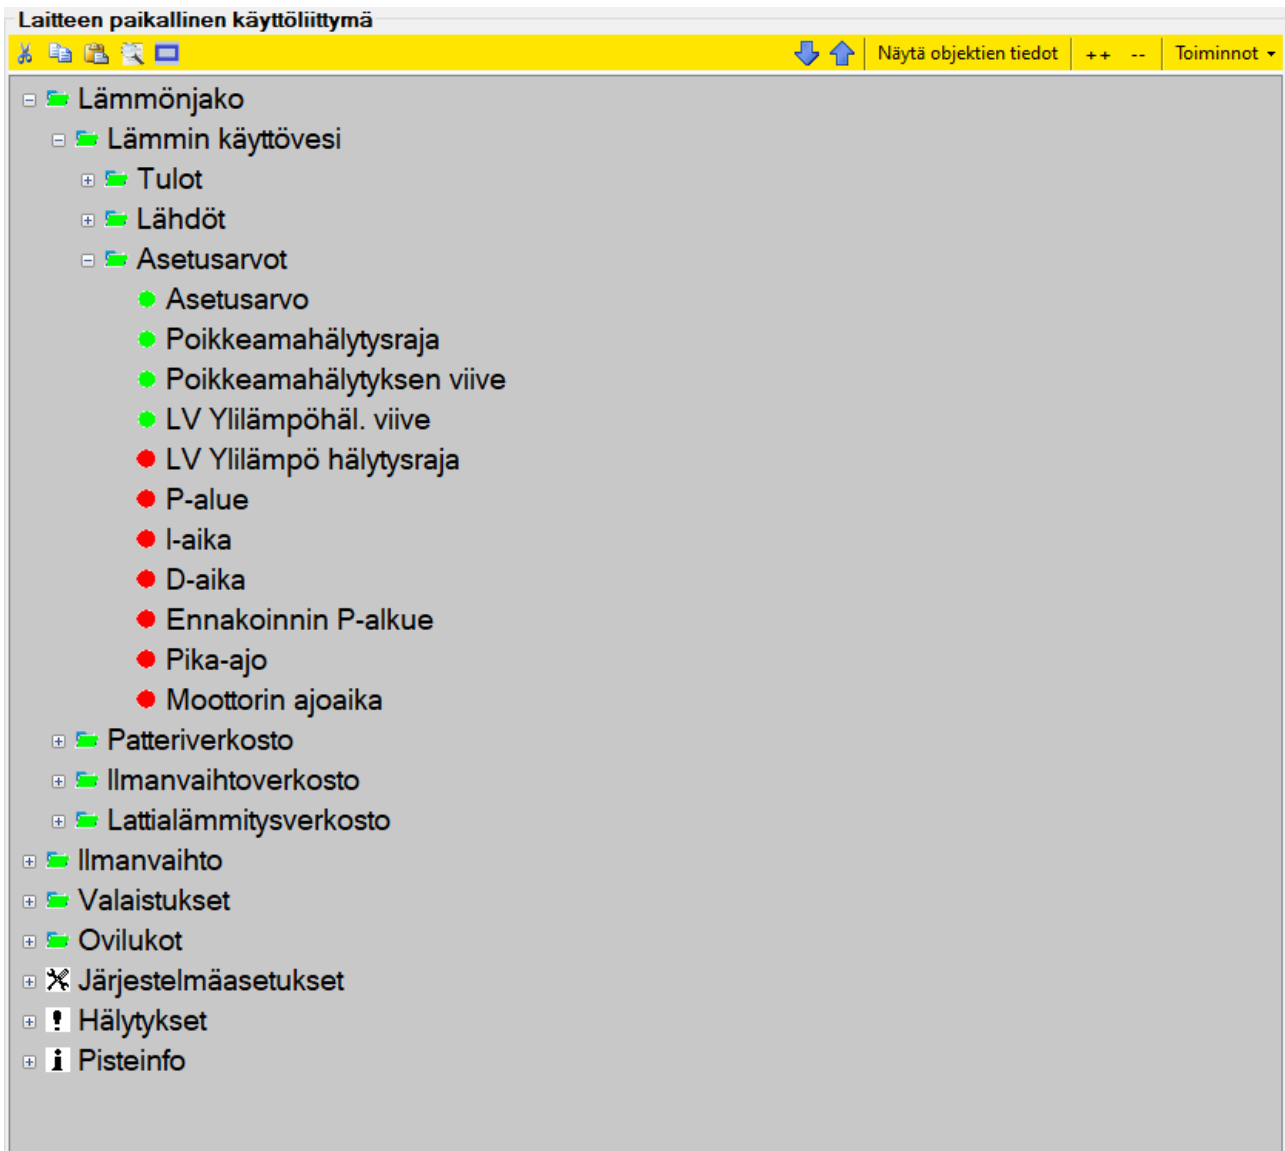 Laitteen paikallinen käyttöliittymä
Näytä objektien tiedot ++ -- Toiminnot
Lämmönjako
Lämmin käyttövesi
Tulot
Lähdöt
Asetusarvot
Asetusarvo
Poikkeamahälytysraja
Poikkeamahälytyksen viive
LV Ylilämpöhäl. viive
LV Ylilämpö hälytysraja
P-alue
I-aika
D-aika
Ennakoinnin P-alkue
Pika-ajo
Moottorin ajoaika
Patteriverkosto
Ilmanvaihtoverkosto
Lattialämmitysverkosto
Ilmanvaihto
Valaistukset
Ovilukot
Järjestelmäasetukset
Hälytykset
Pisteinfo